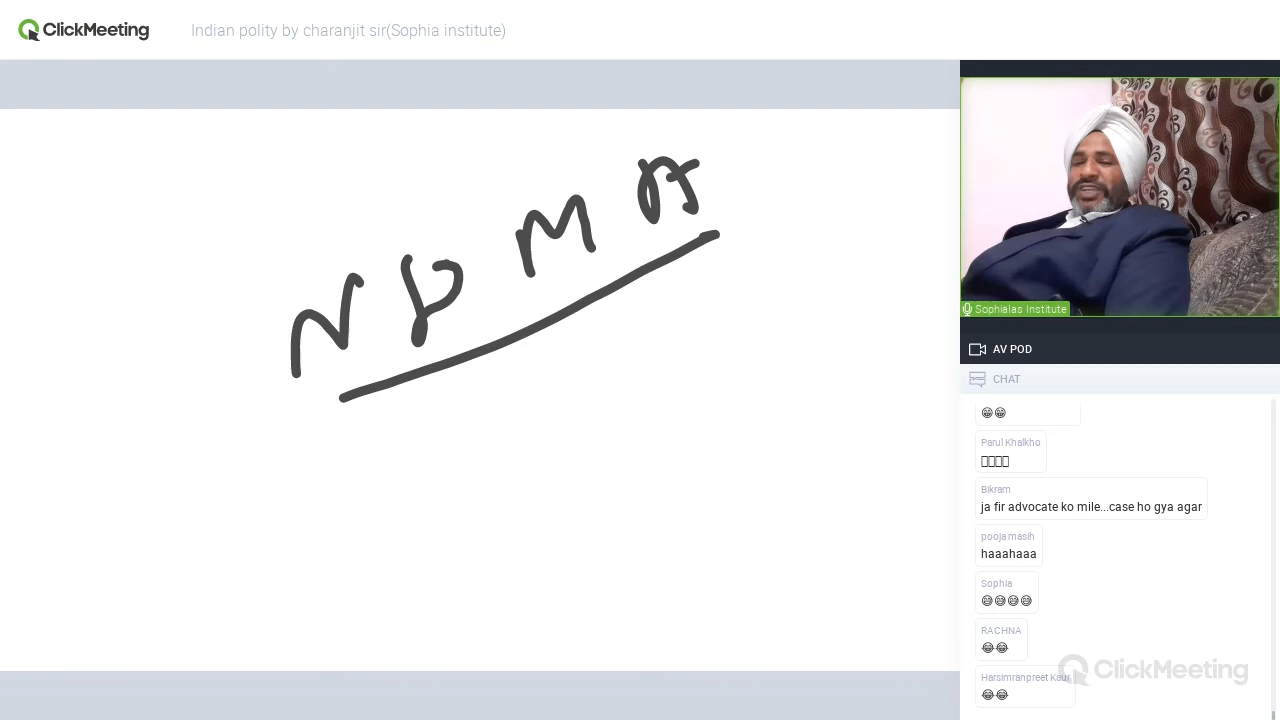 ClickMeeting
Indian polity by charanjit sir(Sophia institute)
N D M A
Sophialas Institute
AV POD
CHAT
😁😁
Parul Khalkho
Bikram
ja fir advocate ko mile...case ho gya agar
pooja masih
haaahaaa
Sophia
😅😅😅😅
RACHNA
😂😂
ClickMeeting
Harsimranpreet Kaur
😂😂